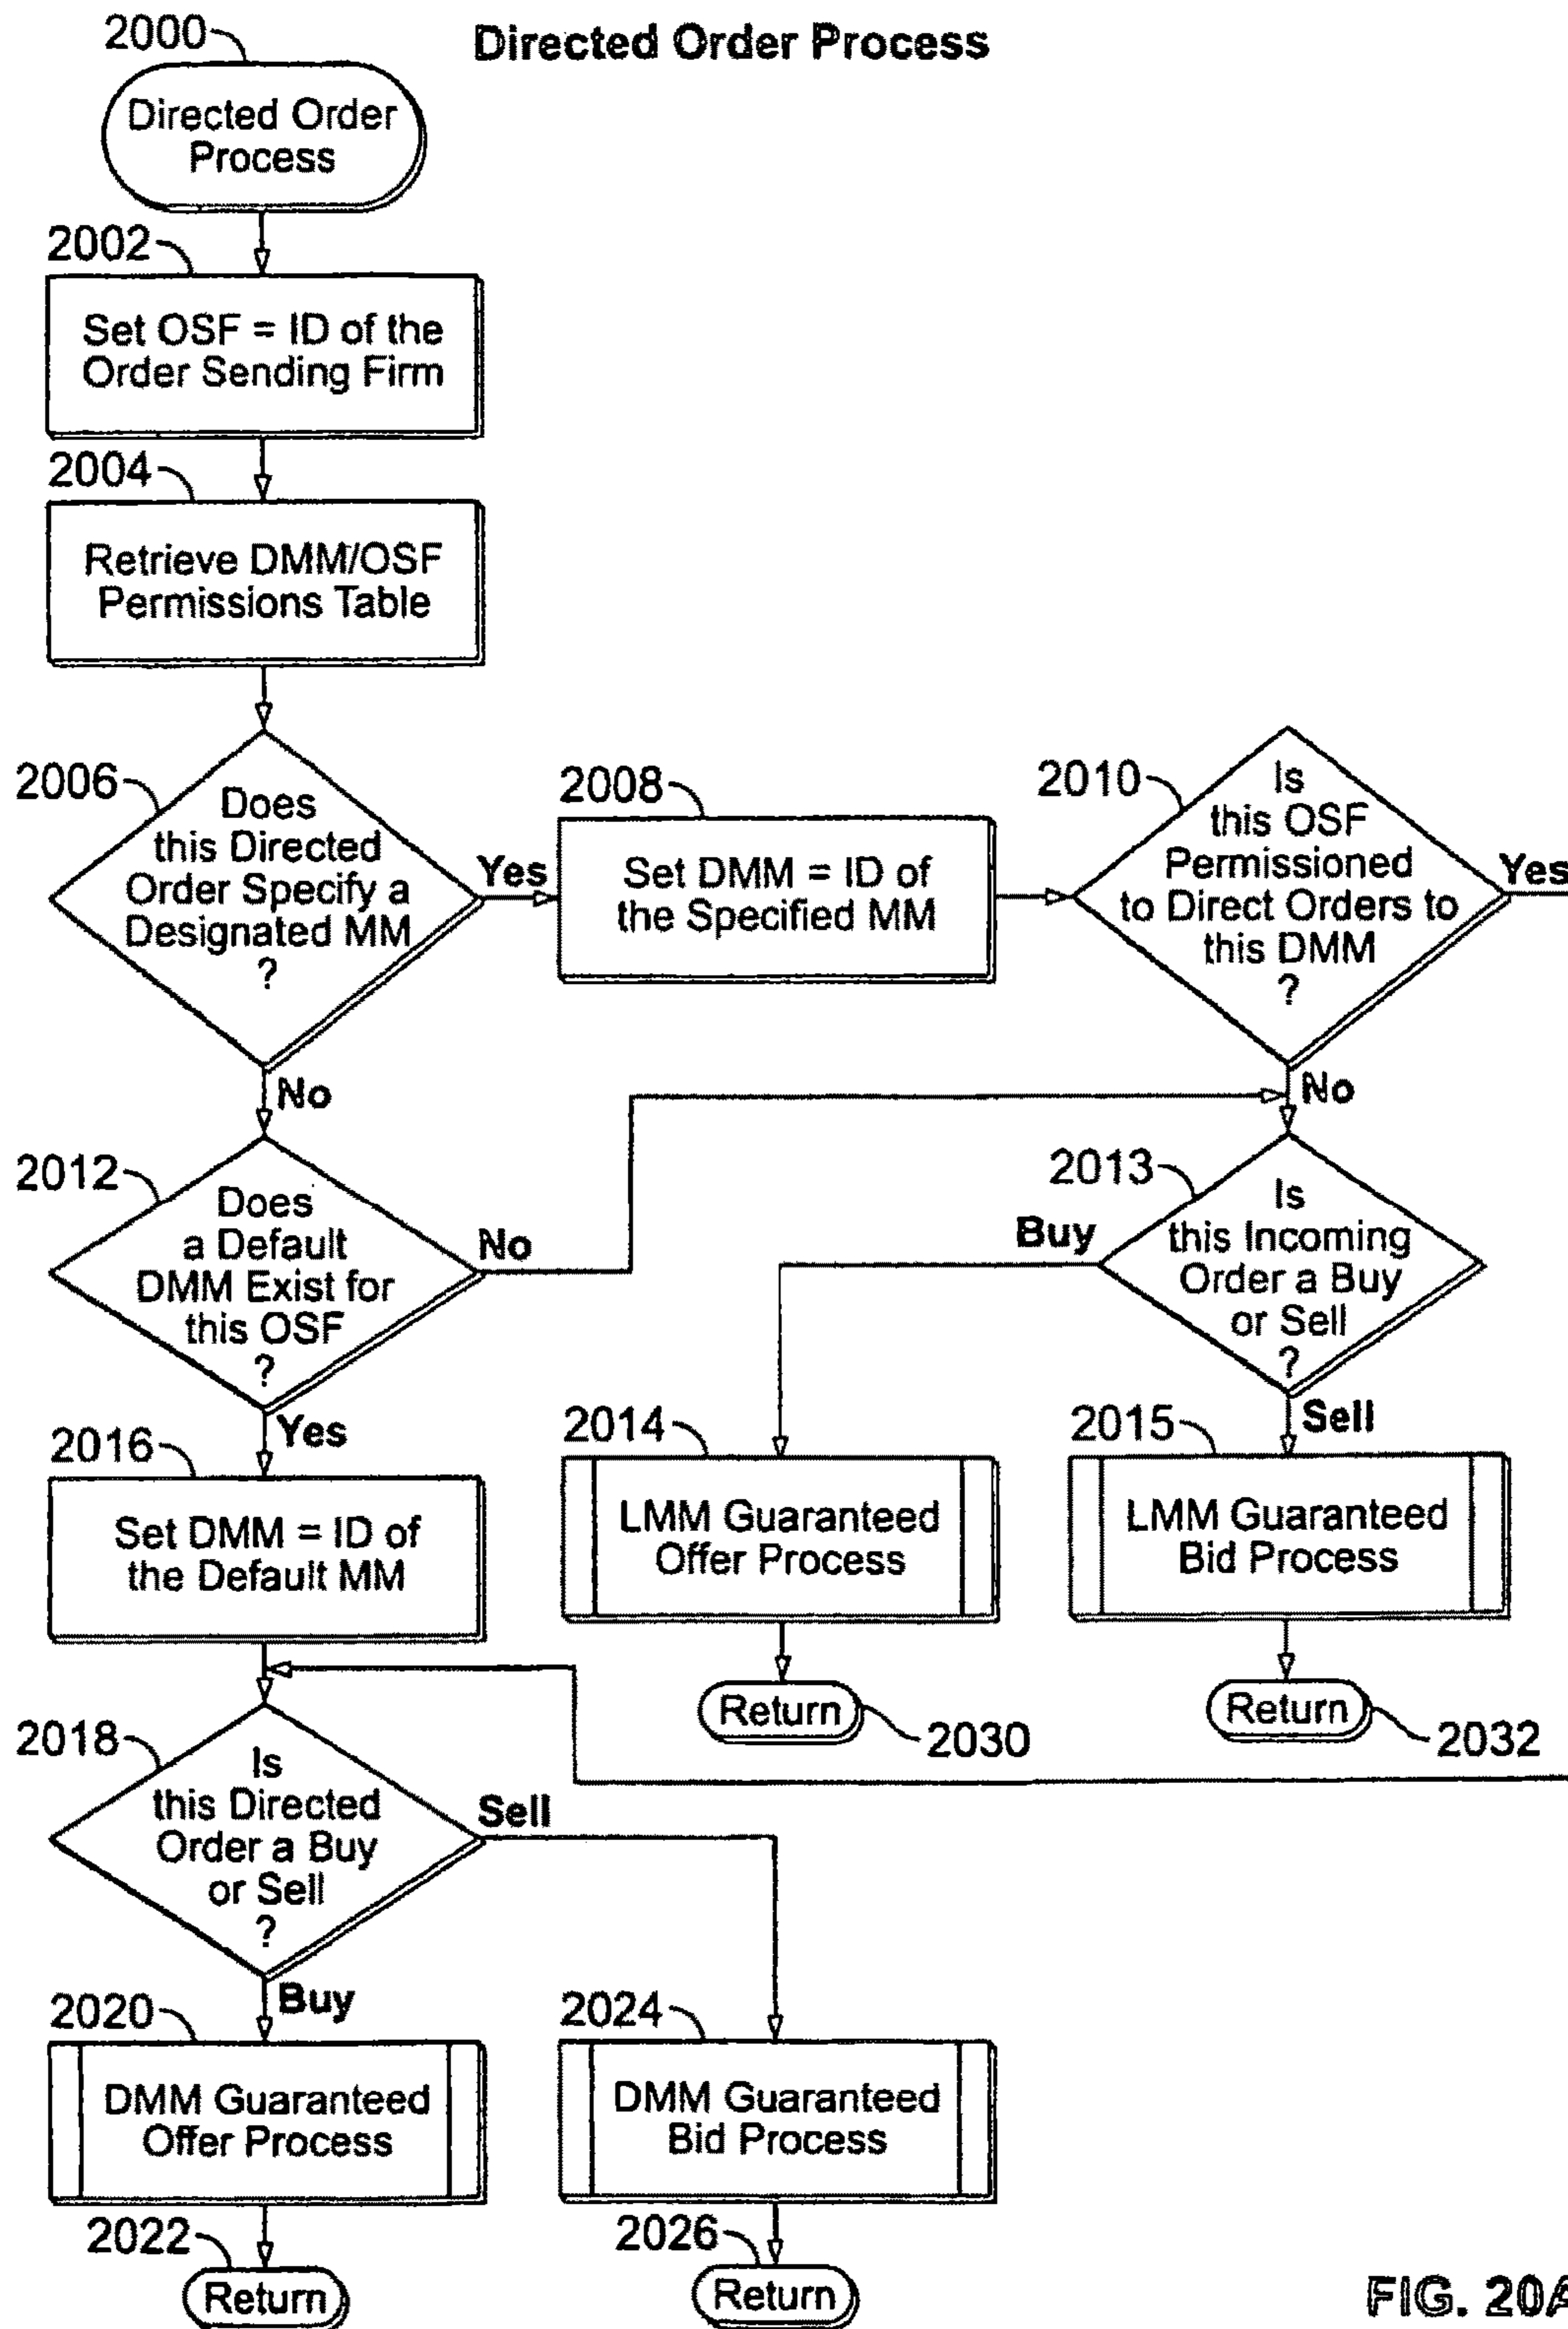 2000
Directed Order Process
Directed Order
Process
2002
Set OSF = ID of the
Order Sending Firm
2004
Retrieve DMM/OSF
Permissions Table
2006
Does
this Directed
Order Specify a
Designated MM
?
Yes
2008
Set DMM = ID of
the Specified MM
2010
Is
this OSF
Permissioned
to Direct Orders to
this DMM
?
Yes
No
No
2012
Does
a Default
DMM Exist for
this OSF
?
No
2013
Is
this Incoming
Order a Buy
or Sell
?
Buy
Sell
Yes
2016
Set DMM = ID of
the Default MM
2014
LMM Guaranteed
Offer Process
2015
LMM Guaranteed
Bid Process
Return
2030
Return
2032
2018
Is
this Directed
Order a Buy
or Sell
?
Sell
Buy
2020
DMM Guaranteed
Offer Process
2024
DMM Guaranteed
Bid Process
2022
Return
2026
Return
FIG. 20A